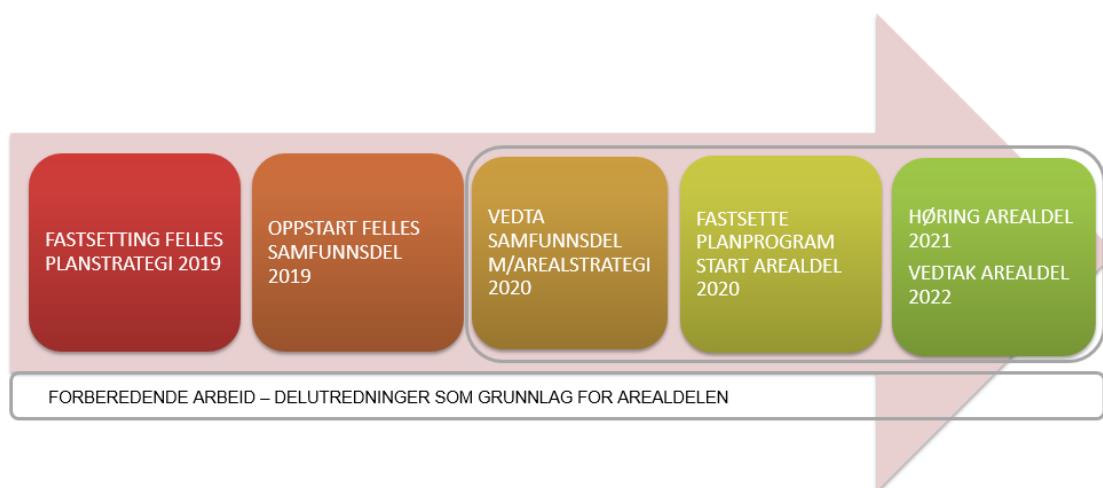 FASTSETTING FELLES
PLANSTRATEGI 2019
OPPSTART FELLES
SAMFUNNSDEL
2019
VEDTA
SAMFUNNSDEL
M/AREALSTRATEGI
2020
FASTSETTE
PLANPROGRAM
START AREALDEL
2020
HØRING AREALDEL
2021
VEDTAK AREALDEL
2022
FORBEREDENDE ARBEID – DELUTREDNINGER SOM GRUNNLAG FOR AREALDELEN